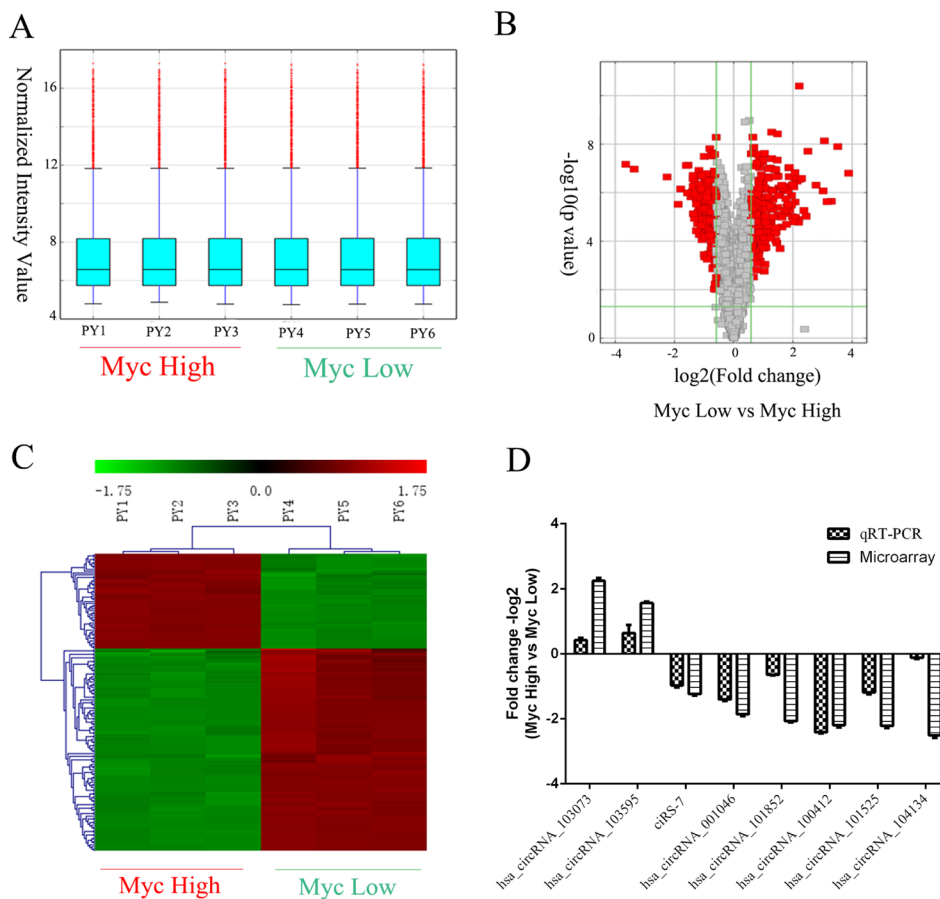 A
Normalized Intensity Value
16
12
8
4
PY1 PY2 PY3 PY4 PY5 PY6
Myc High Myc Low
B
-log10(p value)
8
4
0
-4 -2 0 2 4
log2(Fold change)
Myc Low vs Myc High
C
-1.75 0.0 1.75
PY1 PY2 PY3 PY4 PY5 PY6
Myc High Myc Low
D
Fold change -log2
(Myc High vs Myc Low)
qRT-PCR
Microarray
4
2
0
-2
-4
hsa_circRNA_103073
hsa_circRNA_103595
ciRS-7
hsa_circRNA_001046
hsa_circRNA_101852
hsa_circRNA_100412
hsa_circRNA_101525
hsa_circRNA_104134